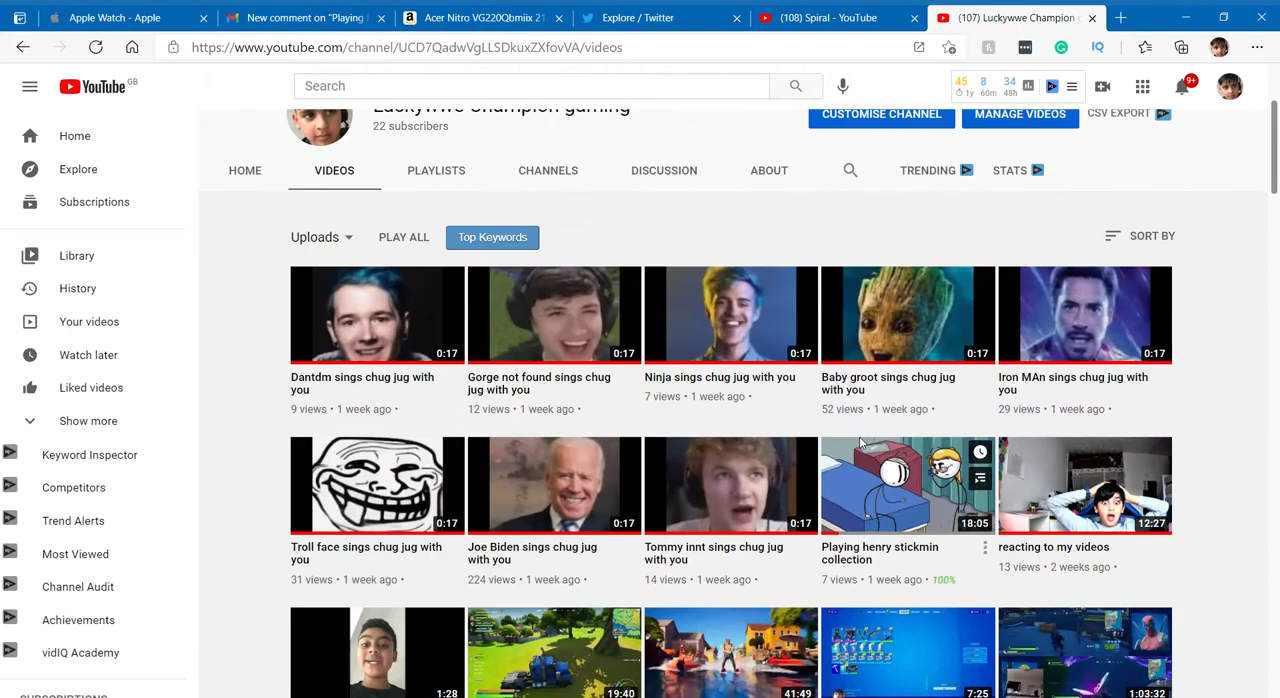 Apple Watch - Apple
New comment on "Playing
Acer Nitro VG220Qbmiix 21
Explore / Twitter
(108) Spiral - YouTube
(107) Luckywwe Champion
https://www.youtube.com/channel/UCD7QadwVgLLSDkuxZXfovVA/videos
YouTube GB
Search
45 8 34
1y 60m 48h
9+
Luckywwe Champion gaming
22 subscribers
CUSTOMISE CHANNEL
MANAGE VIDEOS
CSV EXPORT
HOME
VIDEOS
PLAYLISTS
CHANNELS
DISCUSSION
ABOUT
TRENDING
STATS
Home
Explore
Subscriptions
Library
History
Your videos
Watch later
Liked videos
Show more
Keyword Inspector
Competitors
Trend Alerts
Most Viewed
Channel Audit
Achievements
vidIQ Academy
Uploads
PLAY ALL
Top Keywords
SORT BY
0:17
Dantdm sings chug jug with
you
9 views • 1 week ago •
0:17
Gorge not found sings chug
jug with you
12 views • 1 week ago •
0:17
Ninja sings chug jug with you
7 views • 1 week ago •
0:17
Baby groot sings chug jug
with you
52 views • 1 week ago •
0:17
Iron MAn sings chug jug with
you
29 views • 1 week ago •
0:17
Troll face sings chug jug with
you
31 views • 1 week ago •
0:17
Joe Biden sings chug jug
with you
224 views • 1 week ago •
0:17
Tommy innt sings chug jug
with you
14 views • 1 week ago •
18:05
Playing henry stickmin
collection
7 views • 1 week ago • 100%
12:27
reacting to my videos
13 views • 2 weeks ago •
1:28
19:40
41:49
7:25
1:03:32